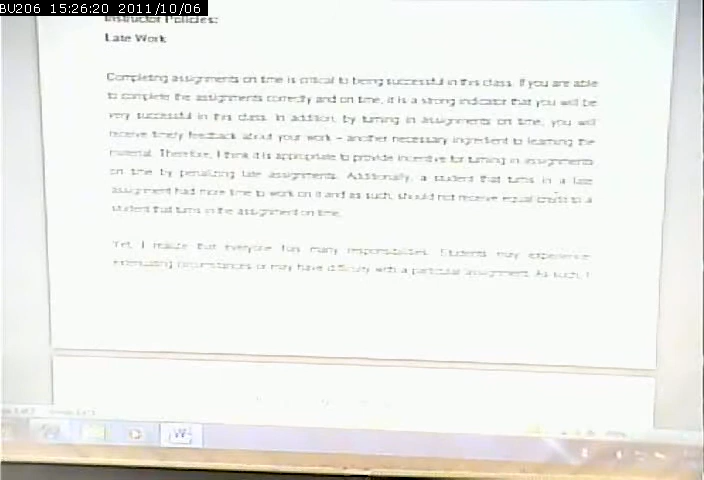 BU206 15:26:20 2011/10/06
Instructor Policies:
Late Work
Completing assignments on time is critical to being successful in this class. If you are able
to complete the assignments correctly and on time, it is a strong indicator that you will be
very successful in this class. In addition, by turning in assignments on time, you will
receive timely feedback about your work – another necessary ingredient to learning the
material. Therefore, I think it is appropriate to provide incentive for turning in assignments
on time by penalizing late assignments. Additionally, a student that turns in a late
assignment had more time to work on it and as such, should not receive equal credit to a
student that turns in the assignment on time.
Yet, I realize that everyone has many responsibilities. Students may experience
extenuating circumstances or may have difficulty with a particular assignment. As such, I